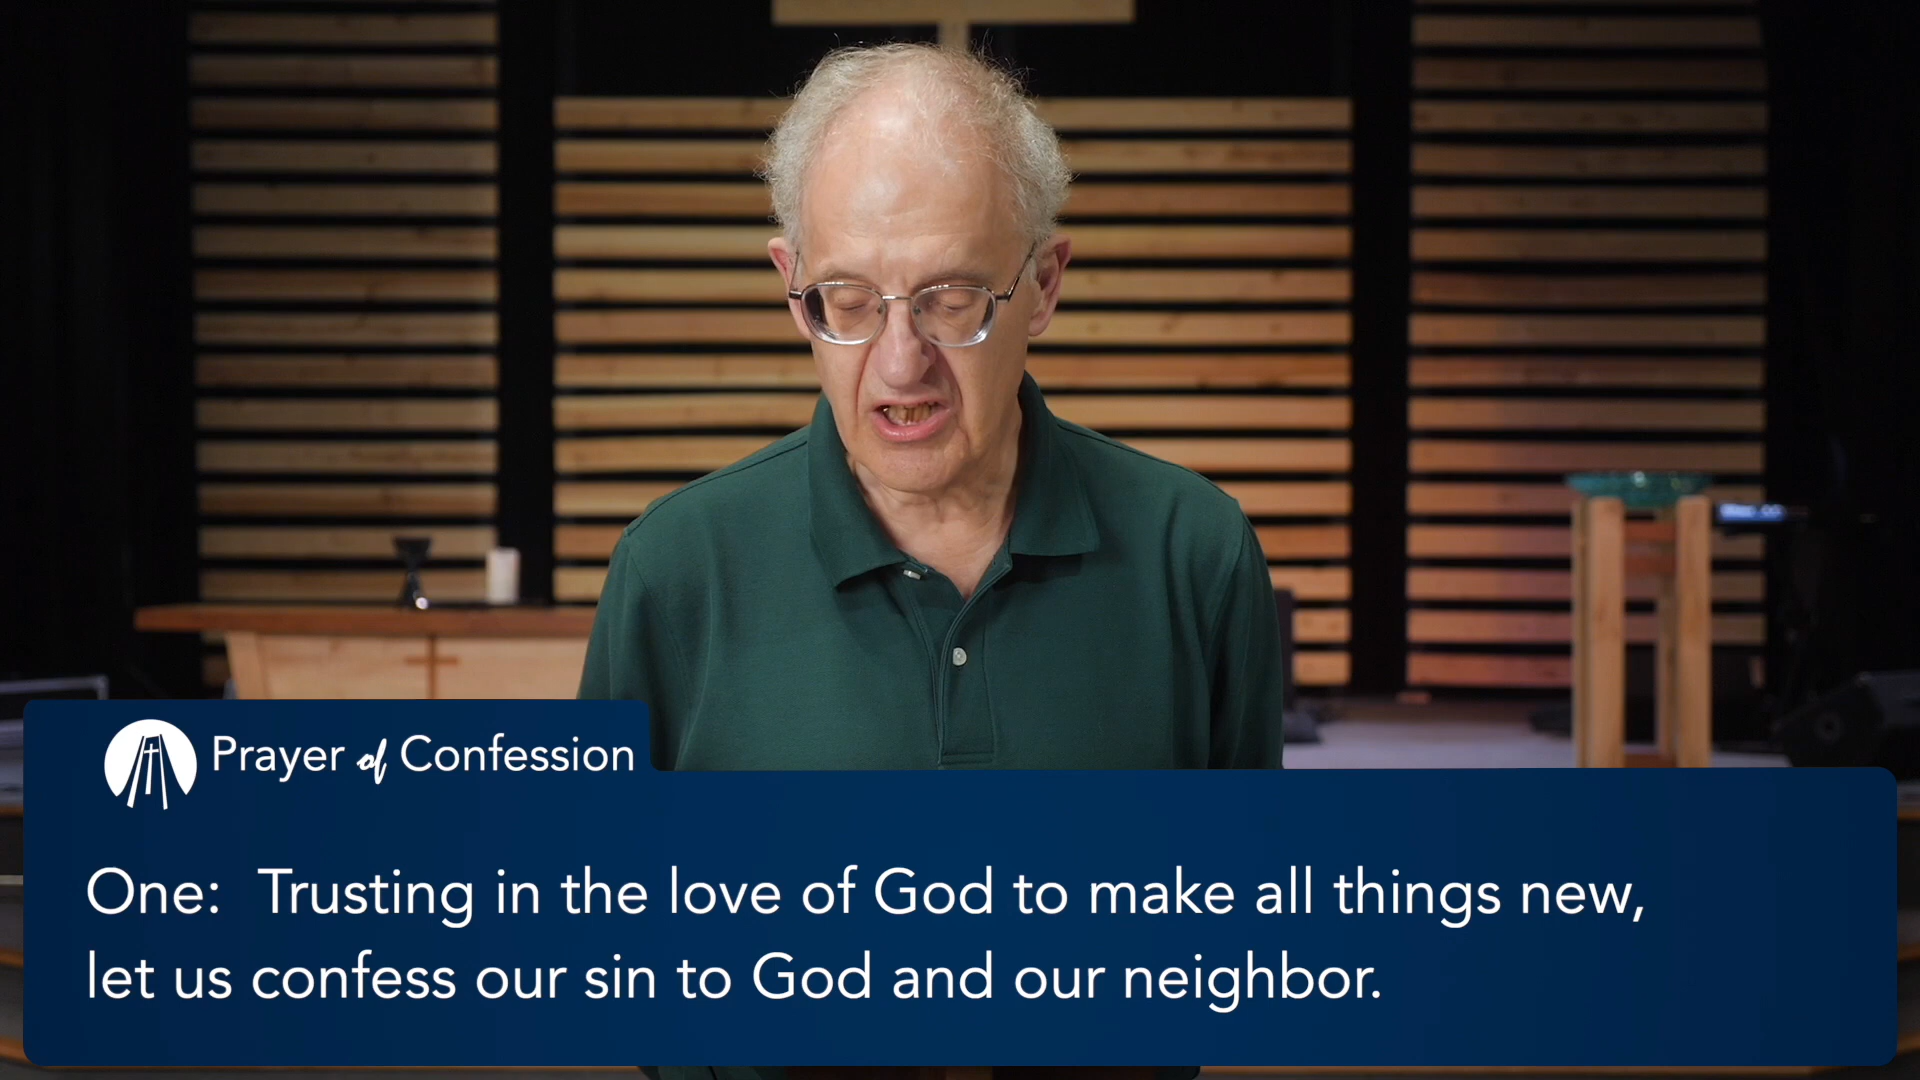 Prayer of Confession
One: Trusting in the love of God to make all things new,
let us confess our sin to God and our neighbor.